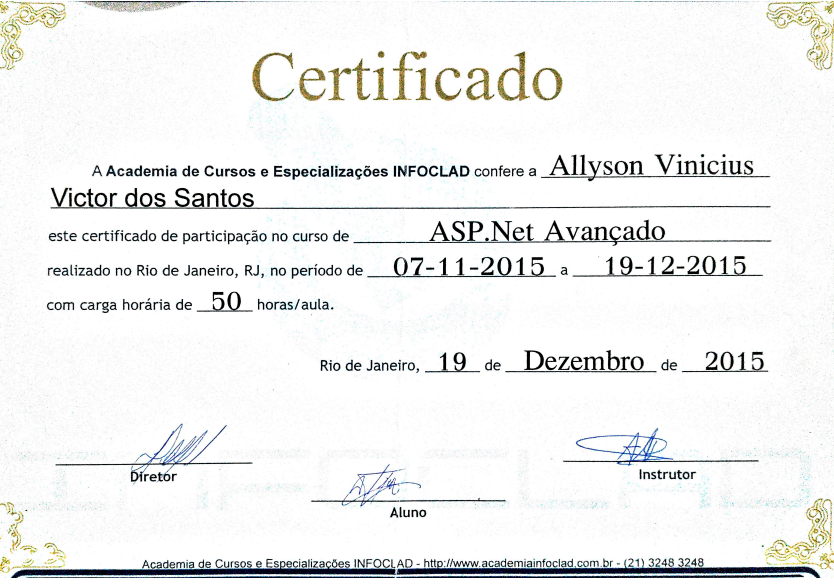 Certificado
A Academia de Cursos e Especializações INFOCLAD confere a Allyson Vinicius
Victor dos Santos
este certificado de participação no curso de ASP.Net Avançado
realizado no Rio de Janeiro, RJ, no período de 07-11-2015 a 19-12-2015
com carga horária de 50 horas/aula.
Rio de Janeiro, 19 de Dezembro de 2015
Diretor
Instrutor
Aluno
Academia de Cursos e Especializações INFOCLAD - http://www.academiainfoclad.com.br - (21) 3248 3248